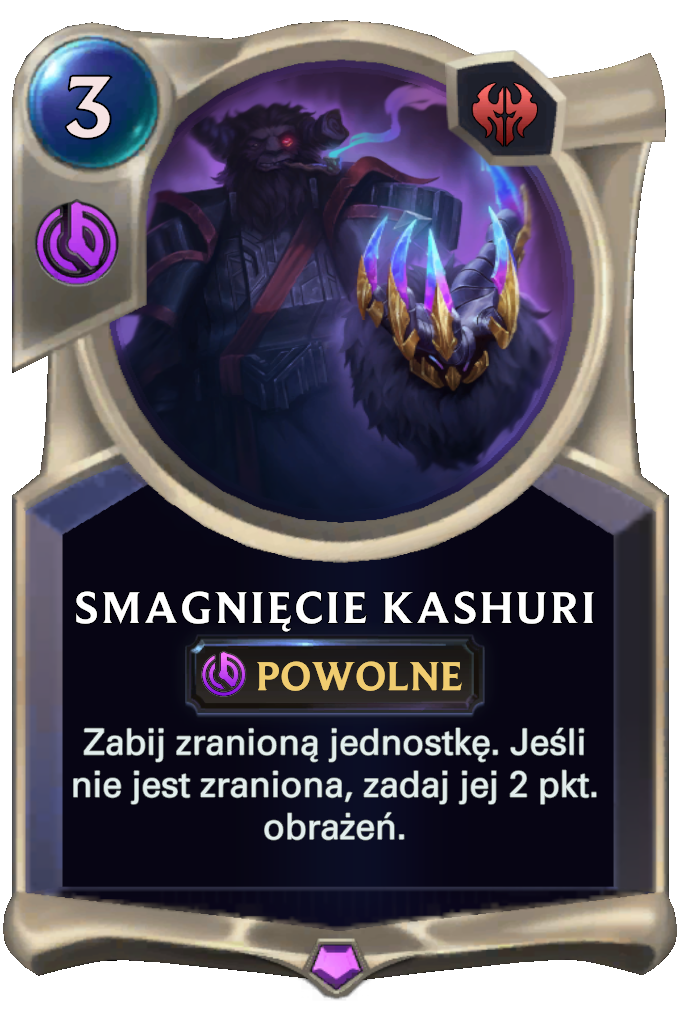 3
SMAGNIĘCIE KASHURI
POWOLNE
Zabij zranioną jednostkę. Jeśli
nie jest zraniona, zadaj jej 2 pkt.
obrażeń.